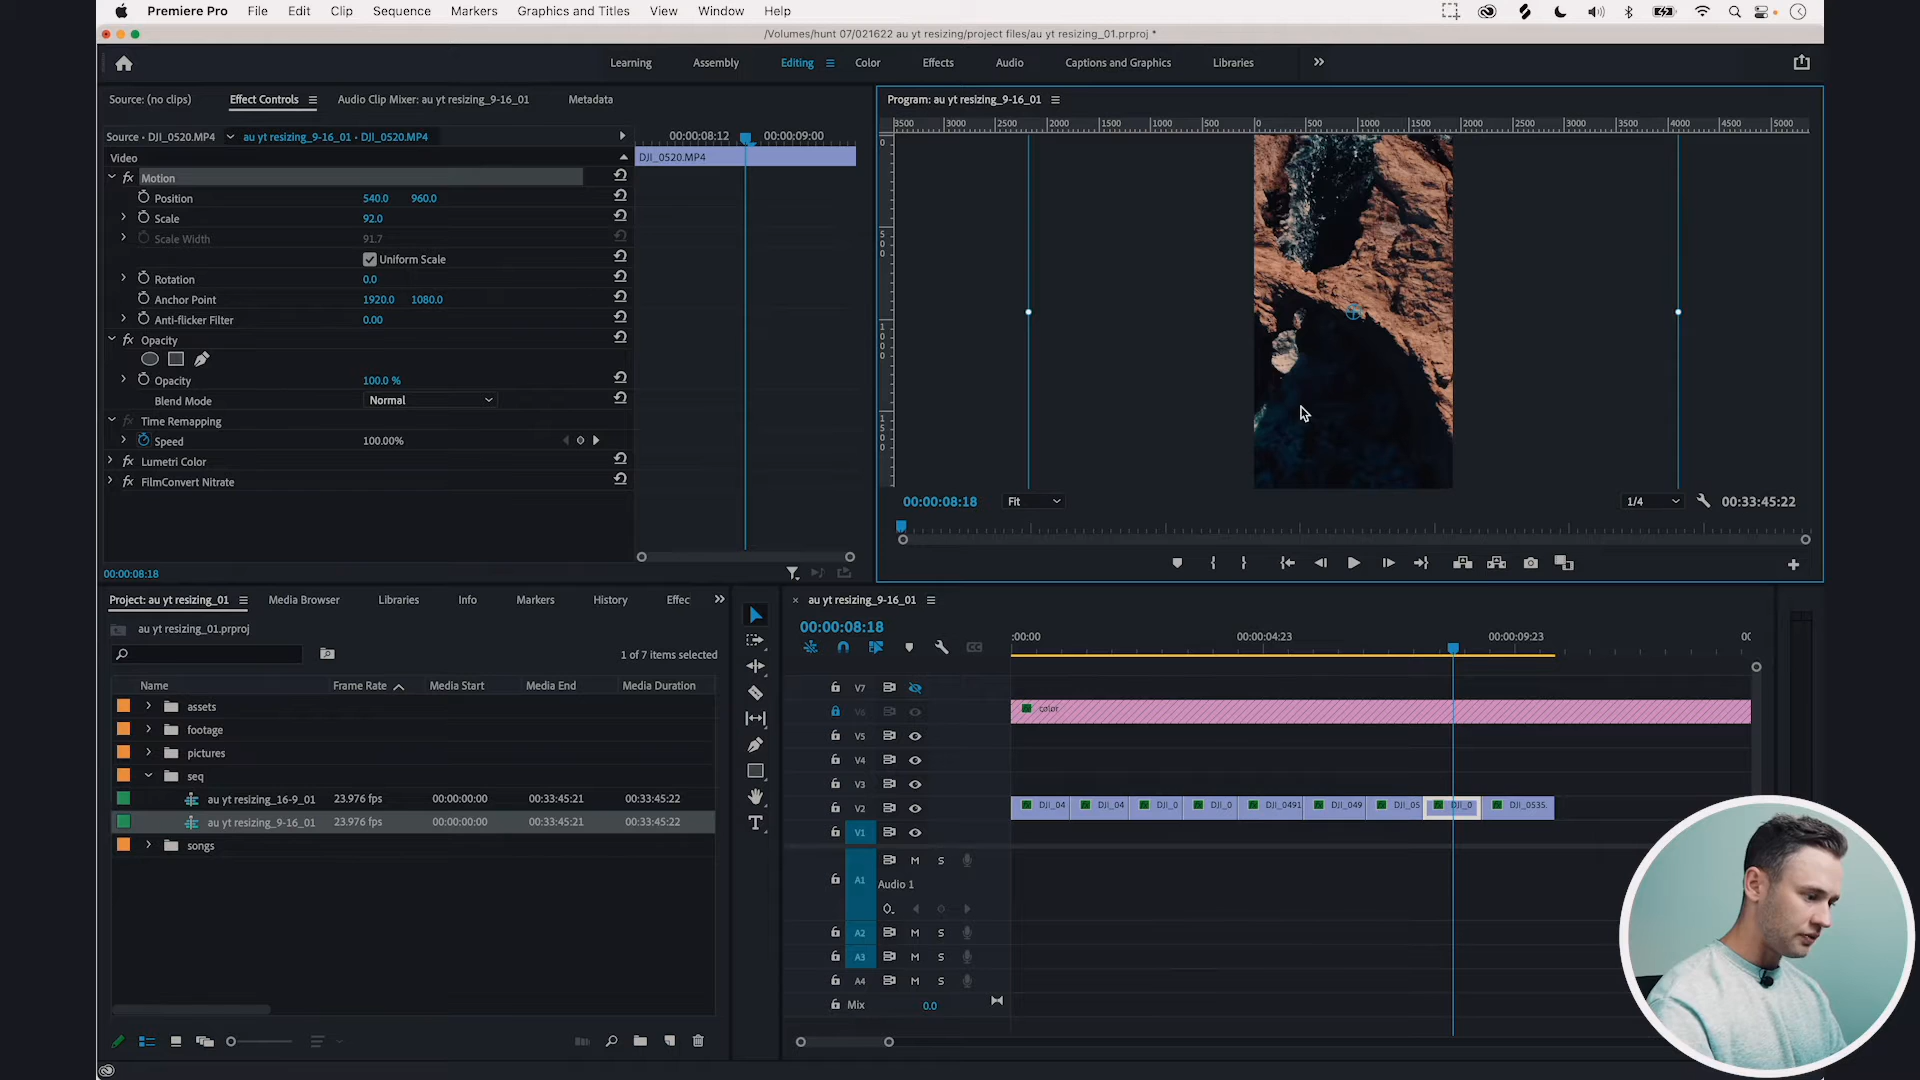 Premiere Pro File Edit Clip Sequence Markers Graphics and Titles View Window Help
/Volumes/hunt 07/021622 au yt resizing/project files/au yt resizing_01.prproj *
Learning Assembly Editing Color Effects Audio Captions and Graphics Libraries
Source: (no clips) Effect Controls Audio Clip Mixer: au yt resizing_9-16_01 Metadata
Source • DJI_0520.MP4 au yt resizing_9-16_01 • DJI_0520.MP4
00:00:08:12 00:00:09:00
Video
DJI_0520.MP4
fx Motion
Position 540.0 960.0
Scale 92.0
Scale Width 91.7
Uniform Scale
Rotation 0.0
Anchor Point 1920.0 1080.0
Anti-flicker Filter 0.00
fx Opacity
Opacity 100.0 %
Blend Mode Normal
fx Time Remapping
Speed 100.00%
fx Lumetri Color
fx FilmConvert Nitrate
00:00:08:18
Program: au yt resizing_9-16_01
3500 3000 2500 2000 1500 1000 500 0 500 1000 1500 2000 2500 3000 3500 4000 4500 5000
0
500
1000
1500
00:00:08:18 Fit 1/4 00:33:45:22
Project: au yt resizing_01 Media Browser Libraries Info Markers History Effec
au yt resizing_01.prproj
1 of 7 items selected
Name Frame Rate Media Start Media End Media Duration
assets
footage
pictures
seq
au yt resizing_16-9_01 23.976 fps 00:00:00:00 00:33:45:21 00:33:45:22
au yt resizing_9-16_01 23.976 fps 00:00:00:00 00:33:45:21 00:33:45:22
songs
au yt resizing_9-16_01
00:00:08:18
:00:00 00:00:04:23 00:00:09:23 00
V7
V6 color
V5
V4
V3
V2 DJI_04 DJI_04 DJI_0 DJI_0 DJI_0491 DJI_049 DJI_05 DJI_0 DJI_0535.
V1
M S
A1 Audio 1
A2 M S
A3 M S
A4 M S
Mix 0.0